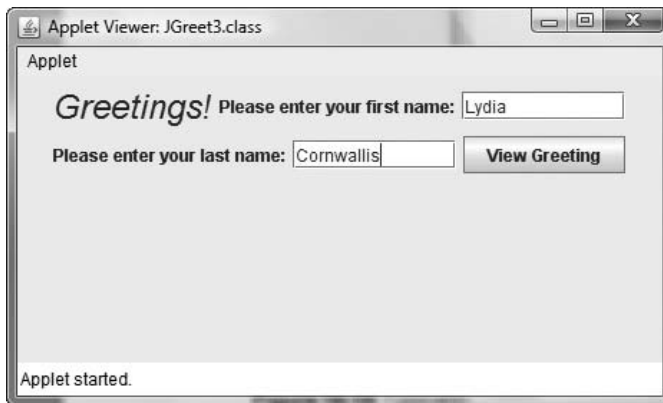 Applet Viewer: JGreet3.class
Applet
Greetings! Please enter your first name: Lydia
Please enter your last name: Cornwallis View Greeting
Applet started.